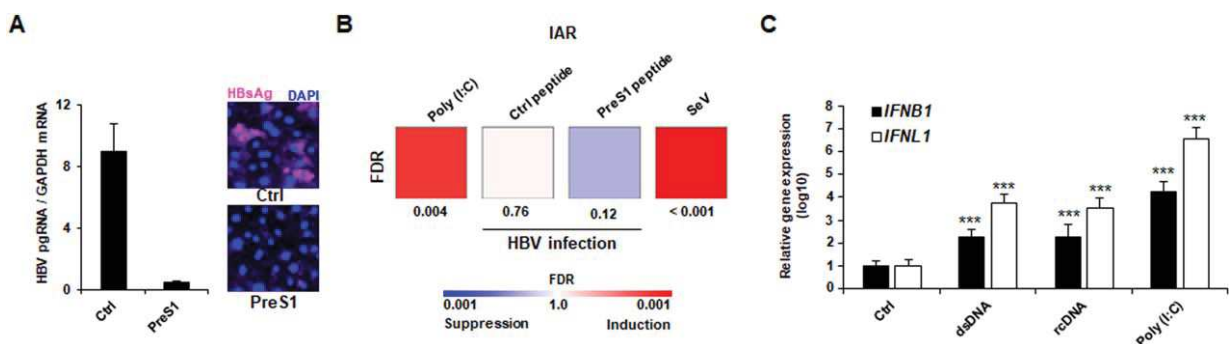 A
HBV pgRNA / GAPDH mRNA
12
8
4
0
Ctrl
PreS1
HBsAg DAPI
Ctrl
PreS1
B
IAR
Poly (I:C)
Ctrl peptide
PreS1 peptide
SeV
FDR
0.004
0.76
0.12
< 0.001
HBV infection
FDR
0.001 1.0 0.001
Suppression Induction
C
Relative gene expression
(log10)
8
7
6
5
4
3
2
1
0
IFNB1
IFNL1
***
***
***
***
***
***
Ctrl
dsDNA
rcDNA
Poly (I:C)